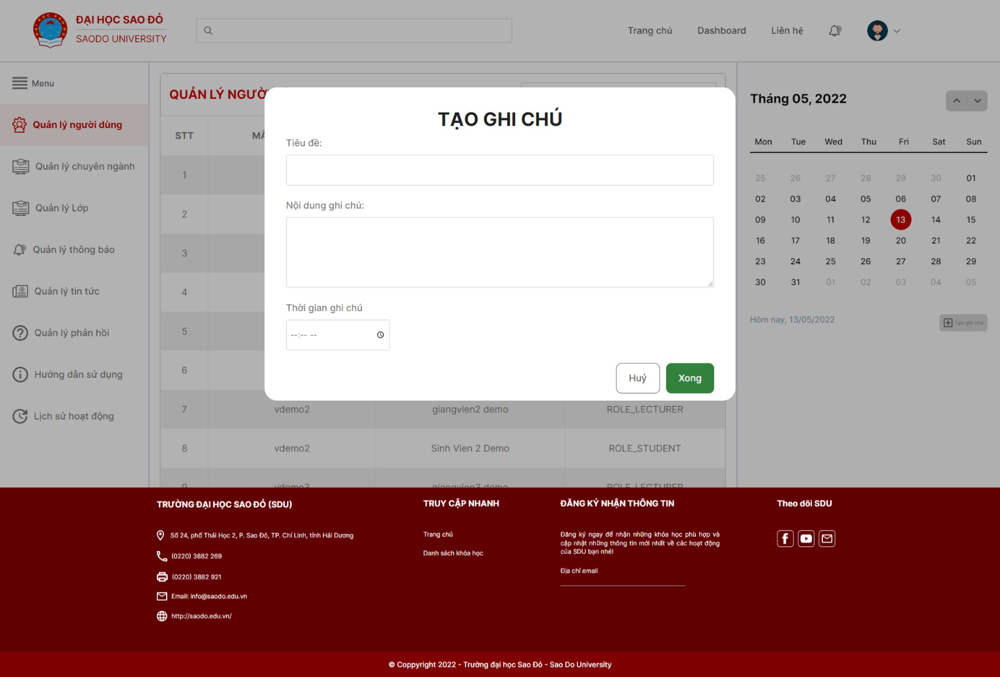 ĐẠI HỌC SAO ĐỎ
SAODO UNIVERSITY
Trang chủ
Dashboard
Liên hệ
Menu
Quản lý người dùng
Quản lý chuyên ngành
Quản lý Lớp
Quản lý thông báo
Quản lý tin tức
Quản lý phản hồi
Hướng dẫn sử dụng
Lịch sử hoạt động
QUẢN LÝ NGƯỜ
STT
1
2
3
4
5
6
7 vdemo2 giangvien2 demo ROLE_LECTURER
8 vdemo2 Sinh Vien 2 Demo ROLE_STUDENT
9 vdemo3 giangvien3 demo ROLE_LECTURER
TẠO GHI CHÚ
Tiêu đề:
Nội dung ghi chú:
Thời gian ghi chú
--:-- --
Huỷ
Xong
Tháng 05, 2022
Mon Tue Wed Thu Fri Sat Sun
25 26 27 28 29 30 01
02 03 04 05 06 07 08
09 10 11 12 13 14 15
16 17 18 19 20 21 22
23 24 25 26 27 28 29
30 31 01 02 03 04 05
Hôm nay, 13/05/2022
Tạo ghi chú
TRƯỜNG ĐẠI HỌC SAO ĐỎ (SDU)
Số 24, phố Thái Học 2, P. Sao Đỏ, TP. Chí Linh, tỉnh Hải Dương
(0220) 3882 269
(0220) 3882 921
Email: info@saodo.edu.vn
http://saodo.edu.vn/
TRUY CẬP NHANH
Trang chủ
Danh sách khóa học
ĐĂNG KÝ NHẬN THÔNG TIN
Đăng ký ngay để nhận những khóa học phù hợp và
cập nhật những thông tin mới nhất về các hoạt động
của SDU bạn nhé!
Địa chỉ email
Theo dõi SDU
© Coppyright 2022 - Trường đại học Sao Đỏ - Sao Do University